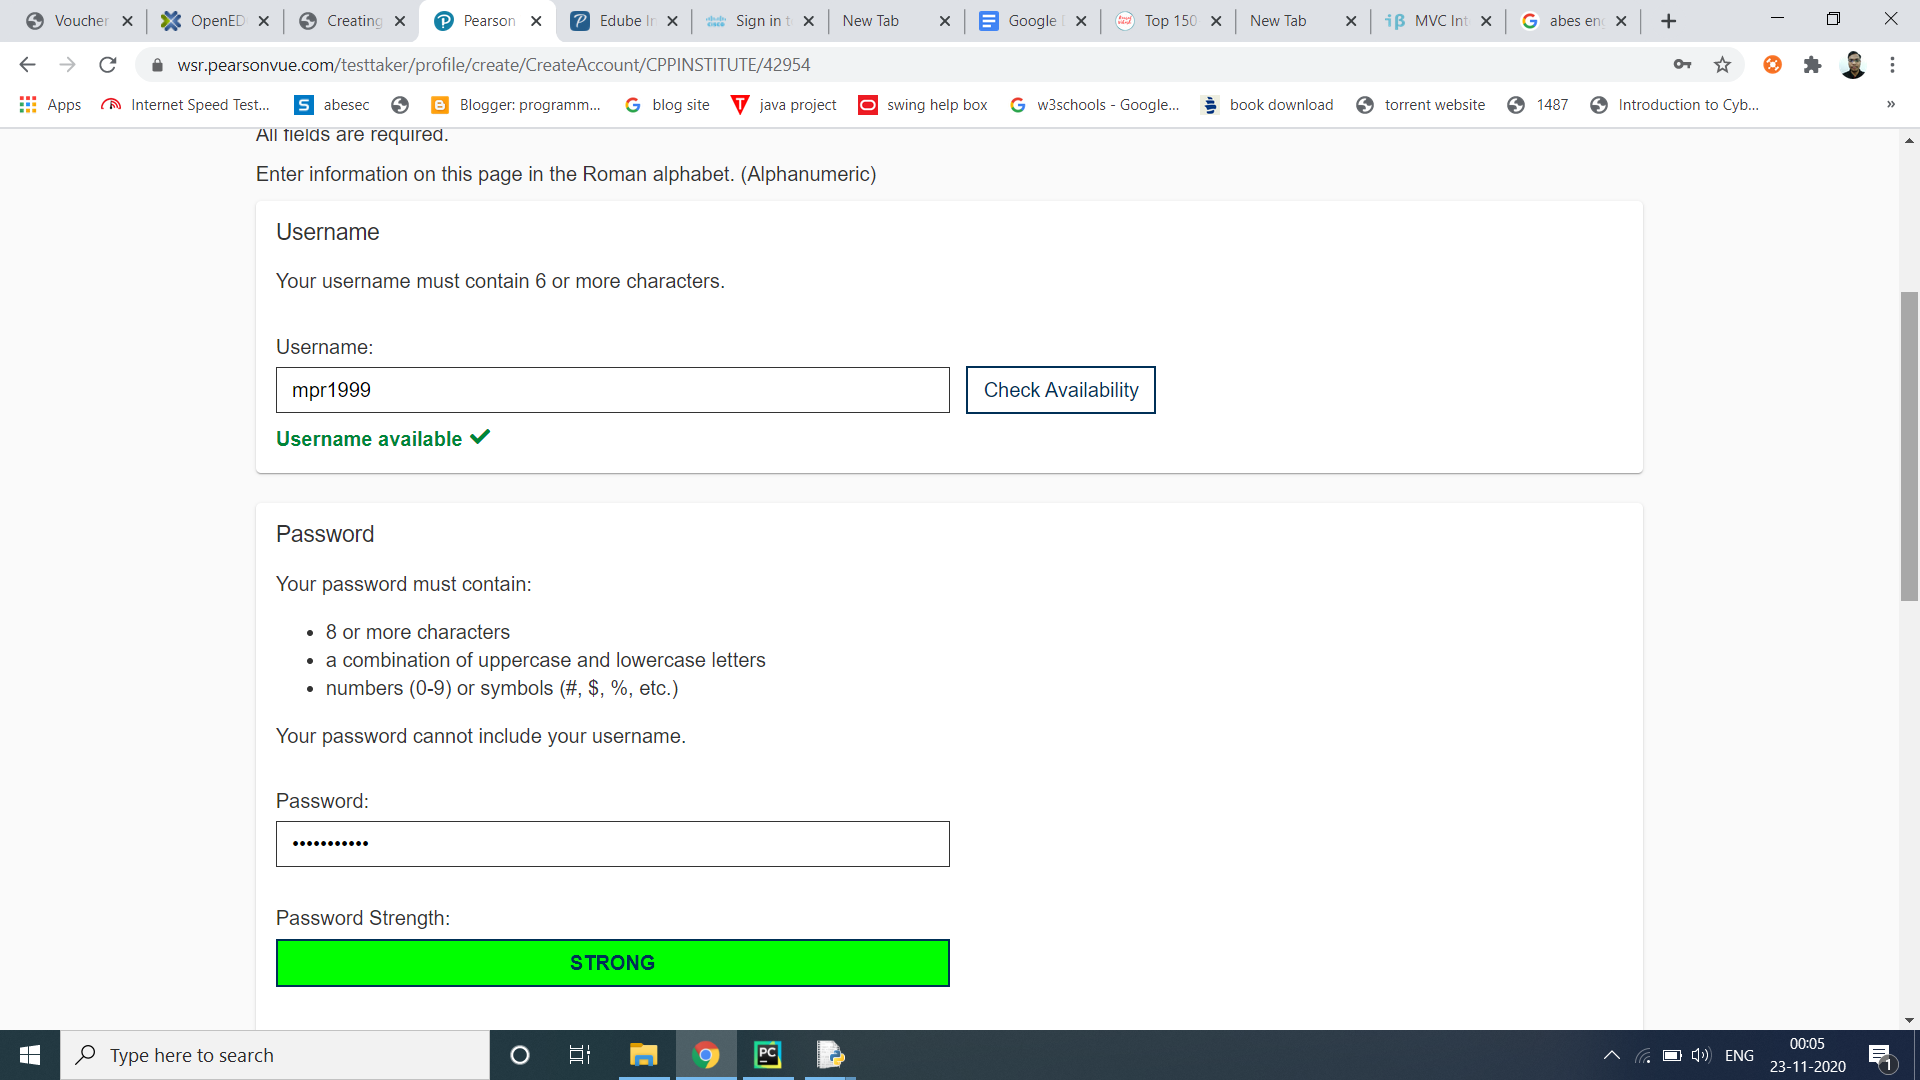 Voucher
OpenED
Creating
Pearson
Edube In
Sign in t
New Tab
Google D
Top 150
New Tab
MVC Int
abes eng
wsr.pearsonvue.com/testtaker/profile/create/CreateAccount/CPPINSTITUTE/42954
Apps
Internet Speed Test...
abesec
Blogger: programm...
blog site
java project
swing help box
w3schools - Google...
book download
torrent website
1487
Introduction to Cyb...
»
All fields are required.
Enter information on this page in the Roman alphabet. (Alphanumeric)
Username
Your username must contain 6 or more characters.
Username:
mpr1999
Check Availability
Username available
Password
Your password must contain:
• 8 or more characters
• a combination of uppercase and lowercase letters
• numbers (0-9) or symbols (#, $, %, etc.)
Your password cannot include your username.
Password:
•••••••••••
Password Strength:
STRONG
Type here to search
PC
ENG
00:05
23-11-2020
1